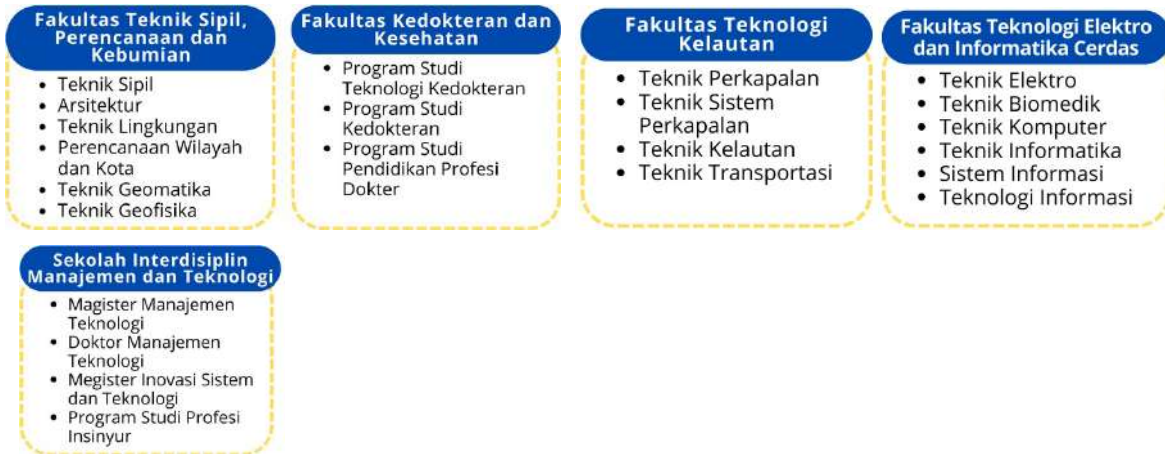 Fakultas Teknik Sipil,
Perencanaan dan
Kebumian
• Teknik Sipil
• Arsitektur
• Teknik Lingkungan
• Perencanaan Wilayah
dan Kota
• Teknik Geomatika
• Teknik Geofisika
Fakultas Kedokteran dan
Kesehatan
• Program Studi
Teknologi Kedokteran
• Program Studi
Kedokteran
• Program Studi
Pendidikan Profesi
Dokter
Fakultas Teknologi
Kelautan
• Teknik Perkapalan
• Teknik Sistem
Perkapalan
• Teknik Kelautan
• Teknik Transportasi
Fakultas Teknologi Elektro
dan Informatika Cerdas
• Teknik Elektro
• Teknik Biomedik
• Teknik Komputer
• Teknik Informatika
• Sistem Informasi
• Teknologi Informasi
Sekolah Interdisiplin
Manajemen dan Teknologi
• Magister Manajemen
Teknologi
• Doktor Manajemen
Teknologi
• Megister Inovasi Sistem
dan Teknologi
• Program Studi Profesi
Insinyur